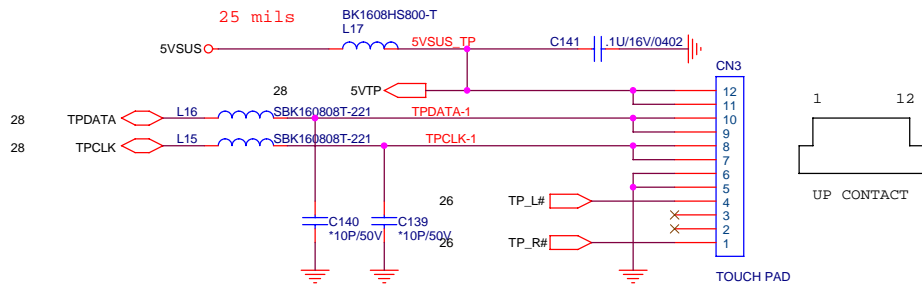 25 mils
BK1608HS800-T
L17
5VSUS
5VSUS_TP
C141
.1U/16V/0402
CN3
28
5VTP
12
11
28
TPDATA
L16
SBK160808T-221
TPDATA-1
10
9
28
TPCLK
L15
SBK160808T-221
TPCLK-1
8
7
6
5
26
TP_L#
4
3
2
C140
*10P/50V
C139
*10P/50V
26
TP_R#
1
TOUCH PAD
1 12
UP CONTACT